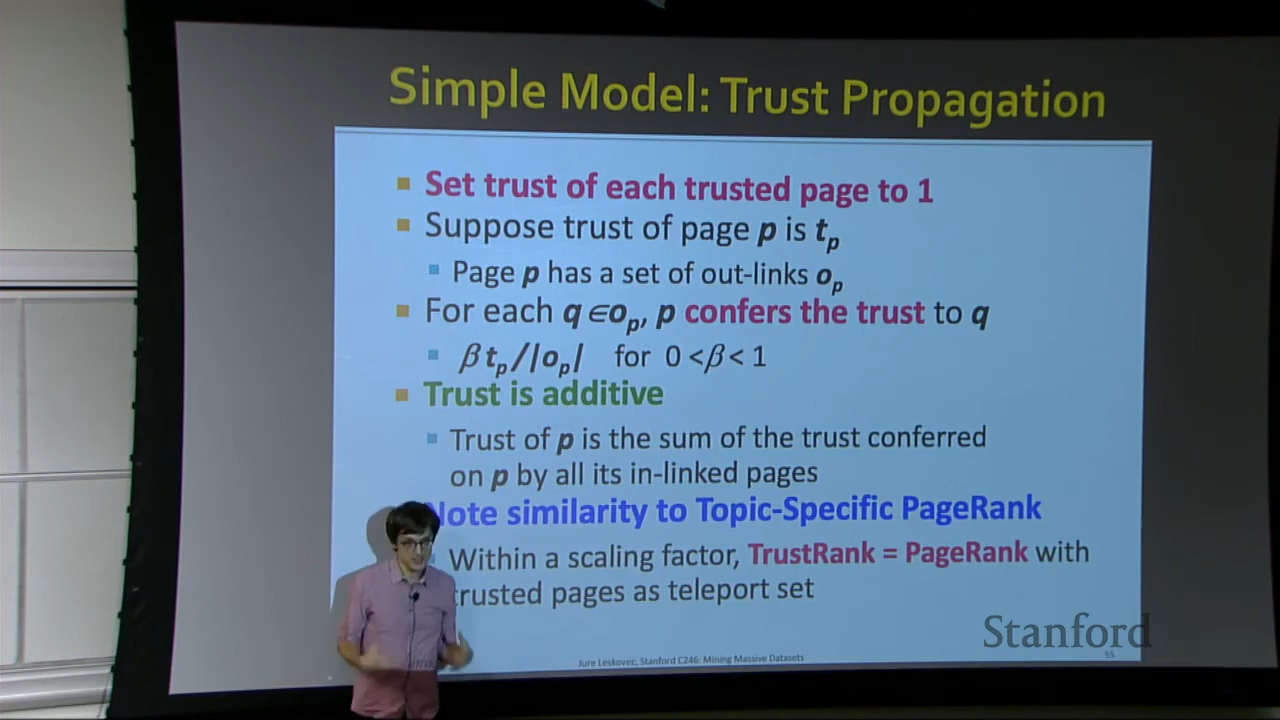 Simple Model: Trust Propagation
Set trust of each trusted page to 1
Suppose trust of page p is tp
Page p has a set of out-links op
For each q ∈ op, p confers the trust to q
β tp /|op| for 0 <β< 1
Trust is additive
Trust of p is the sum of the trust conferred
on p by all its in-linked pages
Note similarity to Topic-Specific PageRank
Within a scaling factor, TrustRank = PageRank with
trusted pages as teleport set
Stanford
Jure Leskovec, Stanford C246: Mining Massive Datasets
55